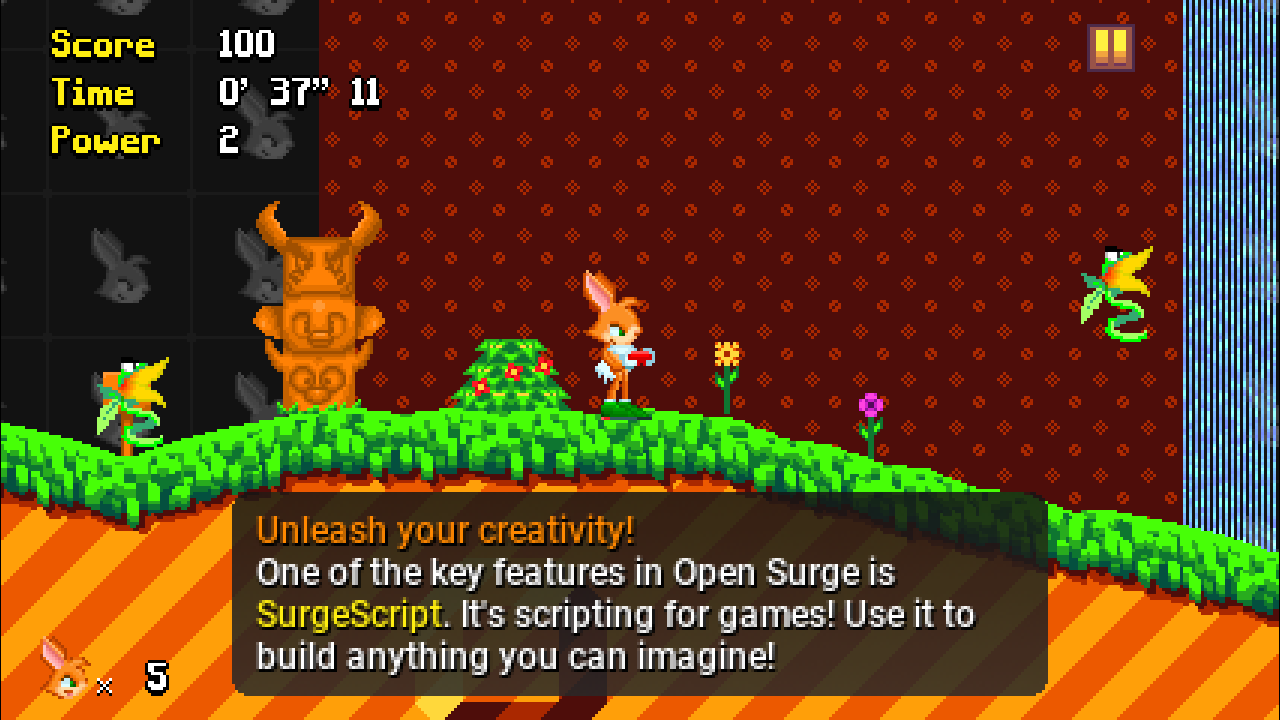 Score 100
Time 0' 37" 11
Power 2
Unleash your creativity!
One of the key features in Open Surge is
SurgeScript. It's scripting for games! Use it to
build anything you can imagine!
x 5